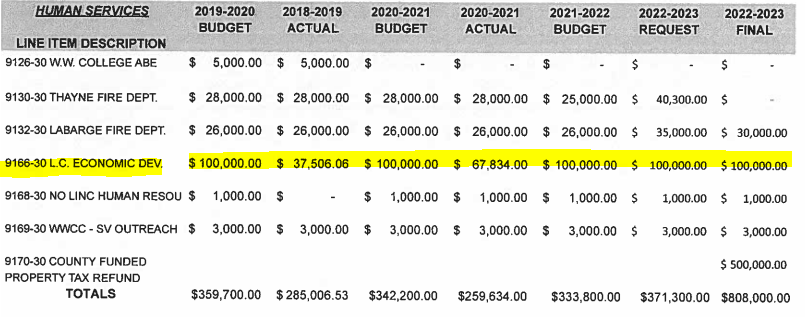 HUMAN SERVICES 2019-2020 2018-2019 2020-2021 2020-2021 2021-2022 2022-2023 2022-2023
BUDGET ACTUAL BUDGET ACTUAL BUDGET REQUEST FINAL
LINE ITEM DESCRIPTION
9126-30 W.W. COLLEGE ABE $ 5,000.00 $ 5,000.00 $ - $ - $ - $ - $ -
9130-30 THAYNE FIRE DEPT. $ 28,000.00 $ 28,000.00 $ 28,000.00 $ 28,000.00 $ 25,000.00 $ 40,300.00 $ -
9132-30 LABARGE FIRE DEPT. $ 26,000.00 $ 26,000.00 $ 26,000.00 $ 26,000.00 $ 26,000.00 $ 35,000.00 $ 30,000.00
9166-30 L.C. ECONOMIC DEV. $ 100,000.00 $ 37,506.06 $ 100,000.00 $ 67,834.00 $ 100,000.00 $ 100,000.00 $ 100,000.00
9168-30 NO LINC HUMAN RESOU $ 1,000.00 $ - $ 1,000.00 $ 1,000.00 $ 1,000.00 $ 1,000.00 $ 1,000.00
9169-30 WWCC - SV OUTREACH $ 3,000.00 $ 3,000.00 $ 3,000.00 $ 3,000.00 $ 3,000.00 $ 3,000.00 $ 3,000.00
9170-30 COUNTY FUNDED $ 500,000.00
PROPERTY TAX REFUND
TOTALS $359,700.00 $ 285,006.53 $342,200.00 $259,634.00 $333,800.00 $371,300.00 $808,000.00